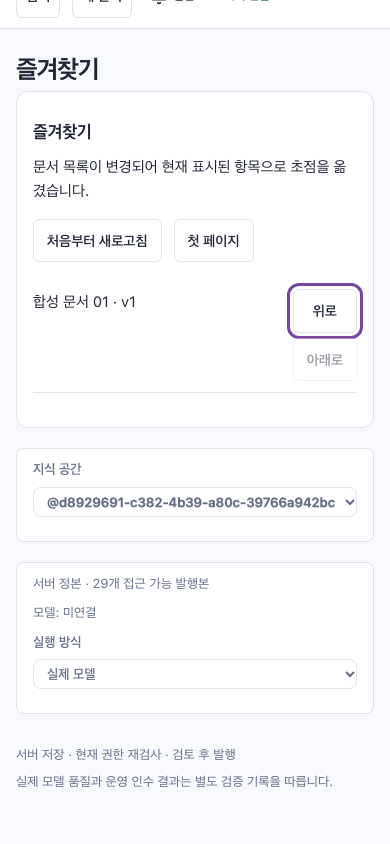 즐겨찾기
즐겨찾기
문서 목록이 변경되어 현재 표시된 항목으로 초점을 옮
겼습니다.
처음부터 새로고침
첫 페이지
합성 문서 01 · v1
위로
아래로
지식 공간
@d8929691-c382-4b39-a80c-39766a942bc
서버 정본 · 29개 접근 가능 발행본
모델: 미연결
실행 방식
실제 모델
서버 저장 · 현재 권한 재검사 · 검토 후 발행
실제 모델 품질과 운영 인수 결과는 별도 검증 기록을 따릅니다.